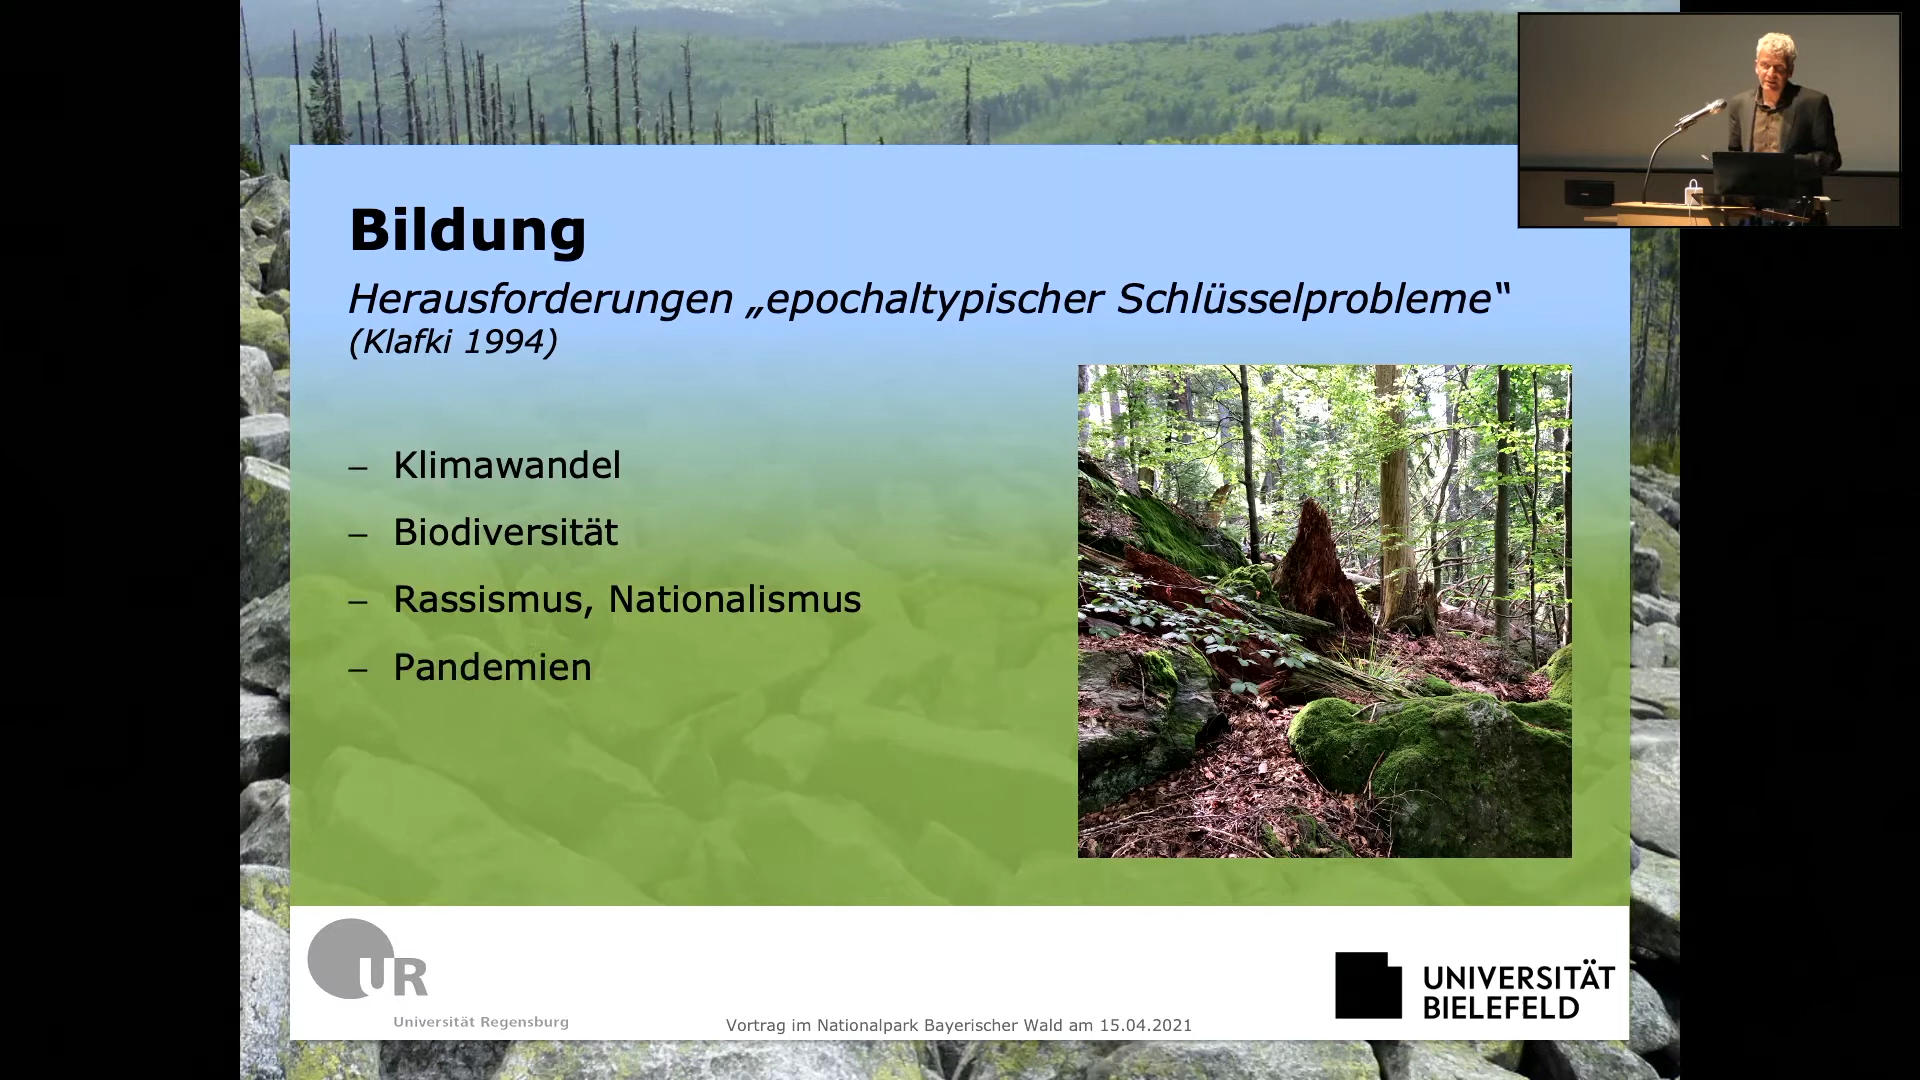 Bildung
Herausforderungen „epochaltypischer Schlüsselprobleme“
(Klafki 1994)
– Klimawandel
– Biodiversität
– Rassismus, Nationalismus
– Pandemien
UR
Universität Regensburg
Vortrag im Nationalpark Bayerischer Wald am 15.04.2021
UNIVERSITÄT
BIELEFELD